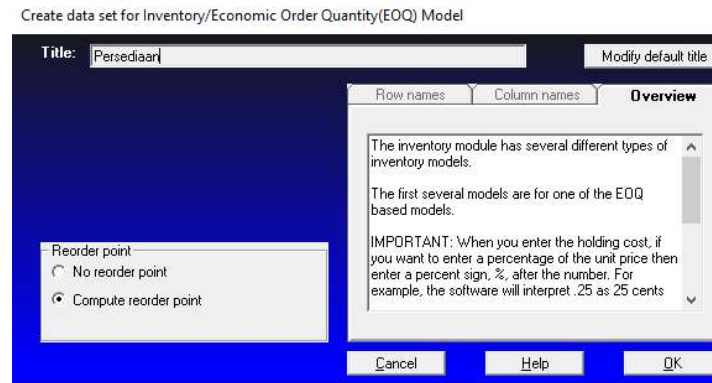 Create data set for Inventory/Economic Order Quantity(EOQ) Model
Title: Persediaan Modify default title
Row names Column names Overview
The inventory module has several different types of
inventory models.
The first several models are for one of the EOQ
based models.
IMPORTANT: When you enter the holding cost, if
you want to enter a percentage of the unit price then
enter a percent sign, %, after the number. For
example, the software will interpret .25 as 25 cents
Reorder point
No reorder point
Compute reorder point
Cancel Help OK